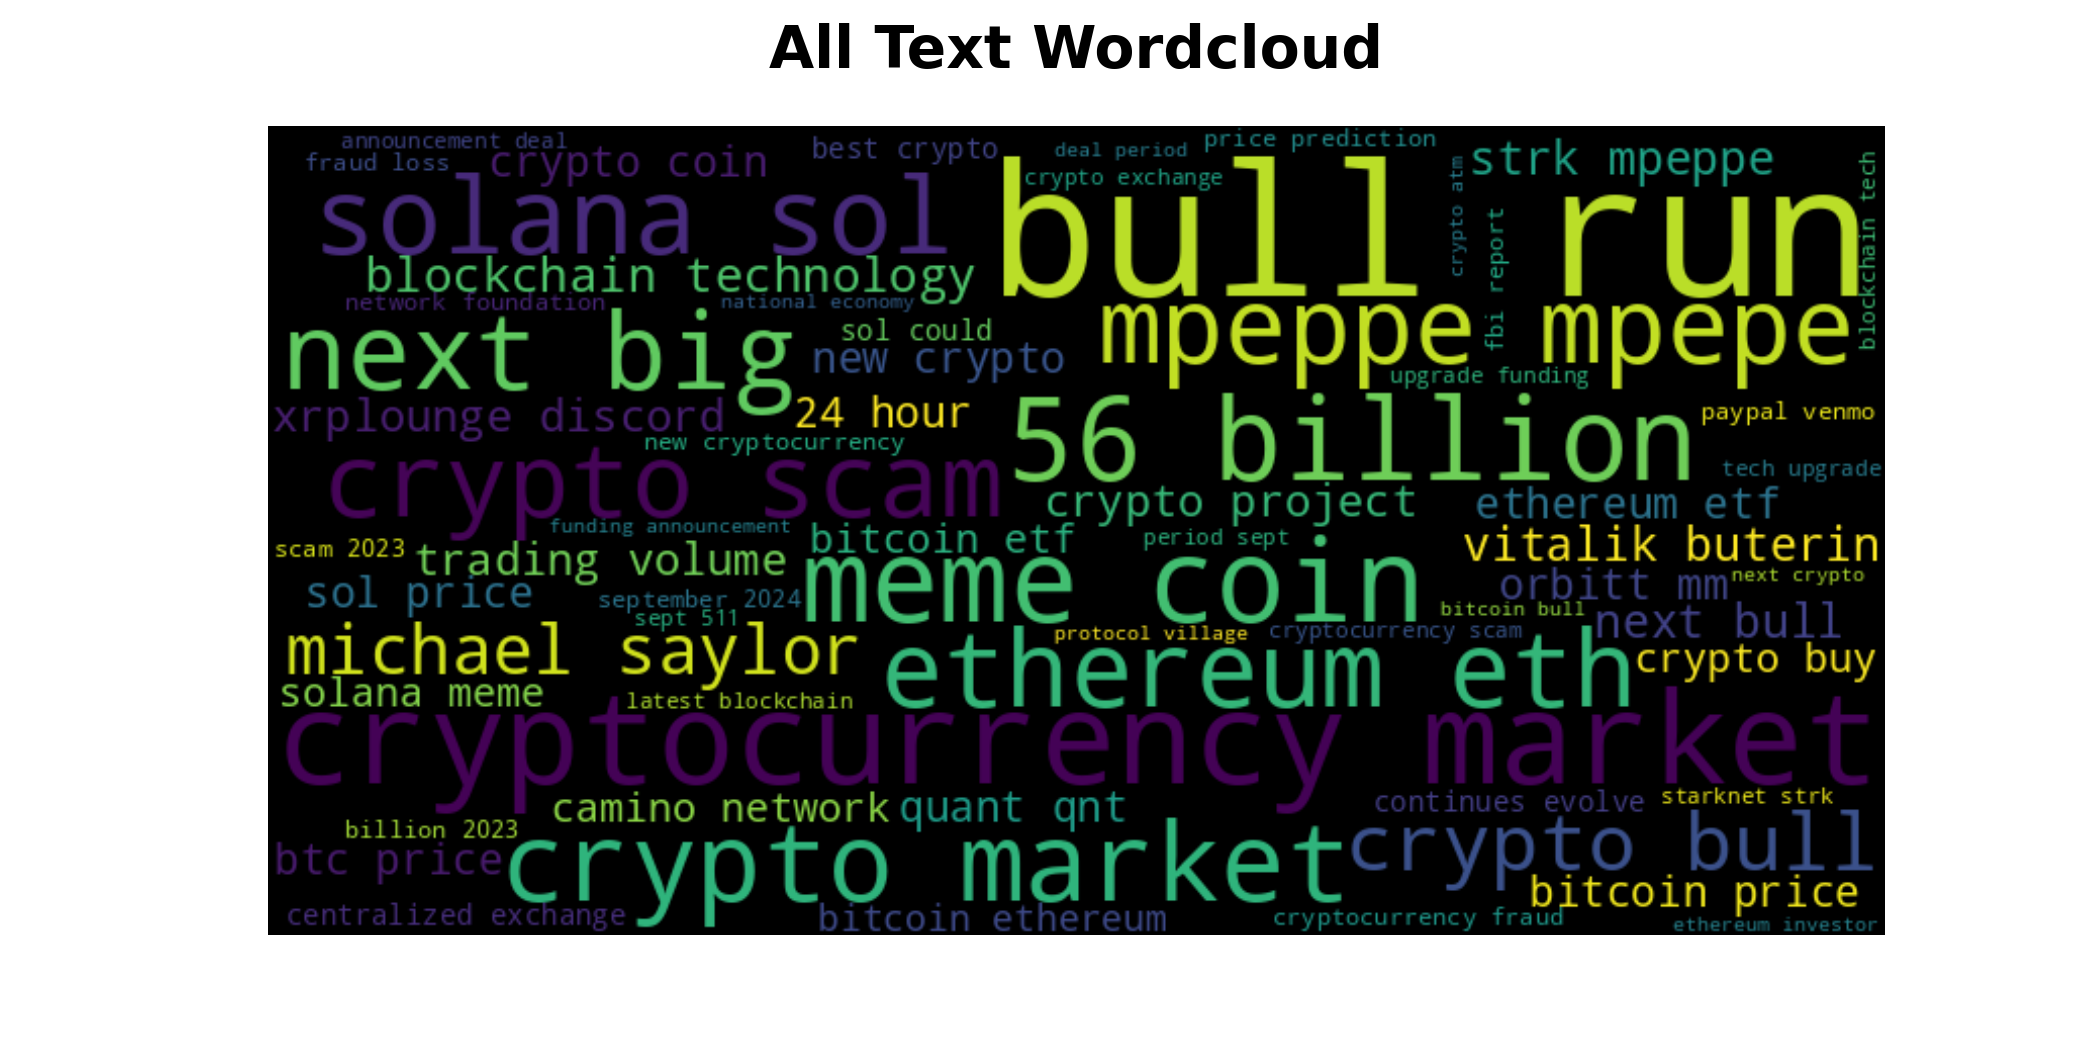 All Text Wordcloud
announcement deal
fraud loss
crypto coin
best crypto
deal period
price prediction
crypto exchange
crypto atm
strk mpeppe
blockchain tech
solana sol
bull run
fbi report
blockchain technology
network foundation
national economy
mpeppe mpepe
next big
sol could
new crypto
upgrade funding
xrplounge discord
24 hour
56 billion
paypal venmo
new cryptocurrency
crypto scam
tech upgrade
crypto project
ethereum etf
funding announcement
scam 2023
trading volume
bitcoin etf
period sept
vitalik buterin
meme coin
orbitt mm
next crypto
sol price
september 2024
sept 511
bitcoin bull
next bull
michael saylor
protocol village
cryptocurrency scam
ethereum eth
crypto buy
solana meme
latest blockchain
cryptocurrency market
camino network
quant qnt
continues evolve
starknet strk
billion 2023
btc price
crypto market
crypto bull
bitcoin price
centralized exchange
bitcoin ethereum
cryptocurrency fraud
ethereum investor